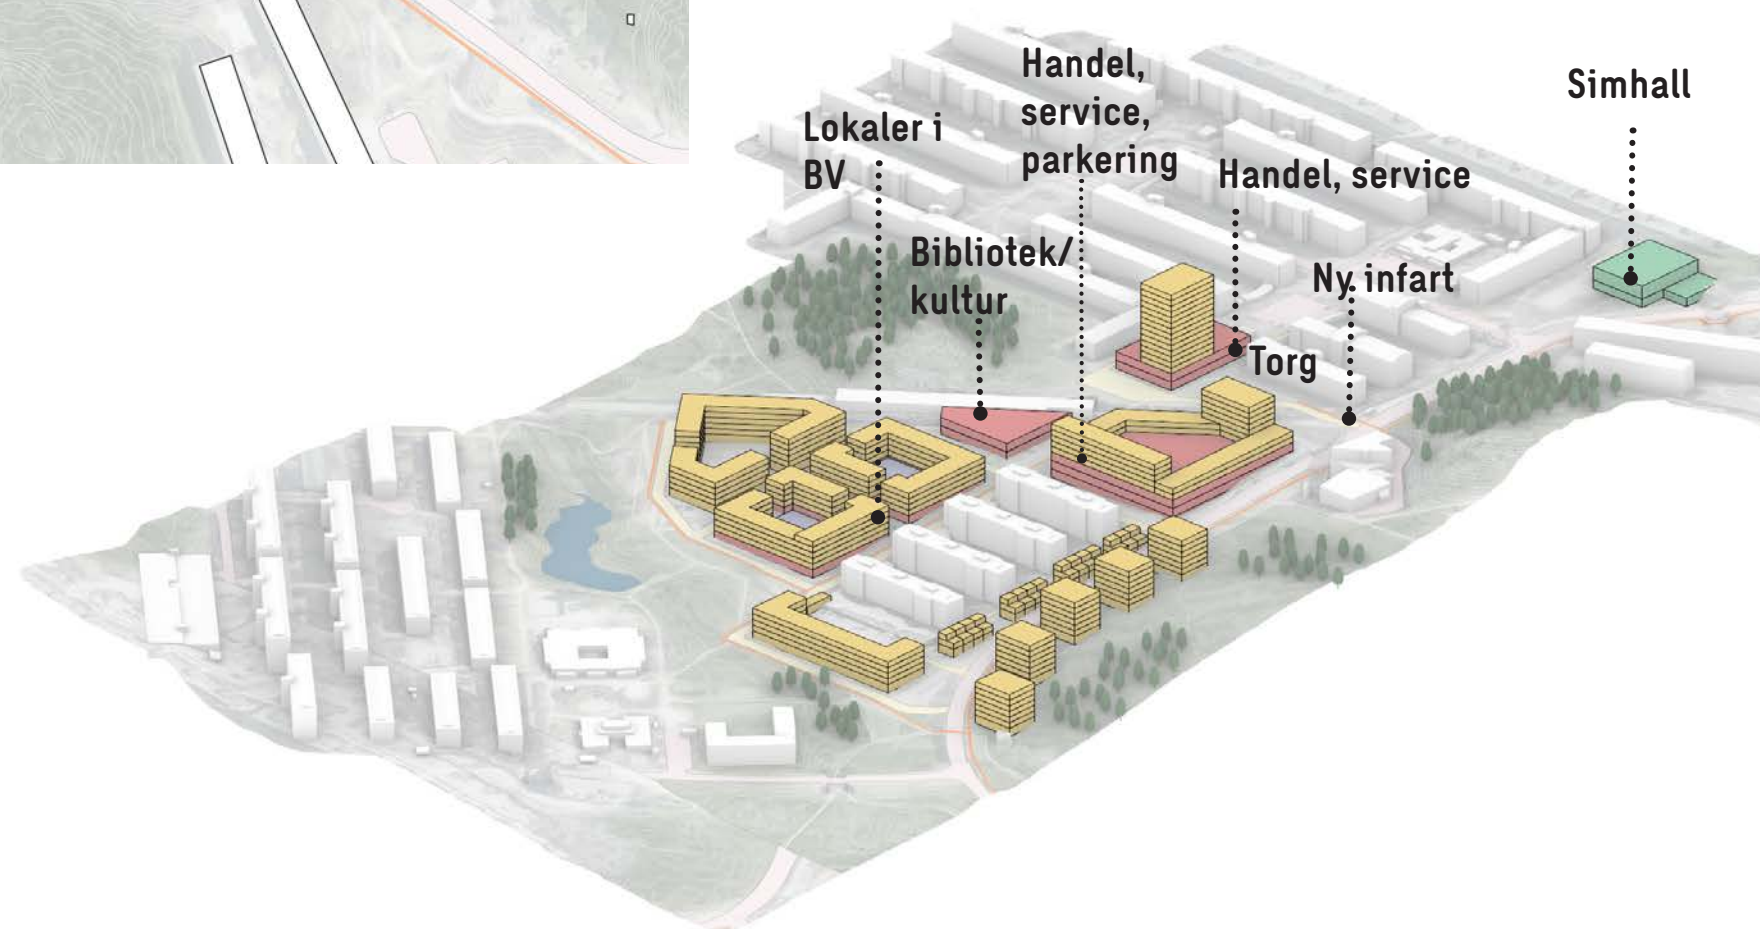 Handel,
service,
parkering
Simhall
Lokaler i
BV
Handel, service
Bibliotek/
kultur
Ny infart
Torg